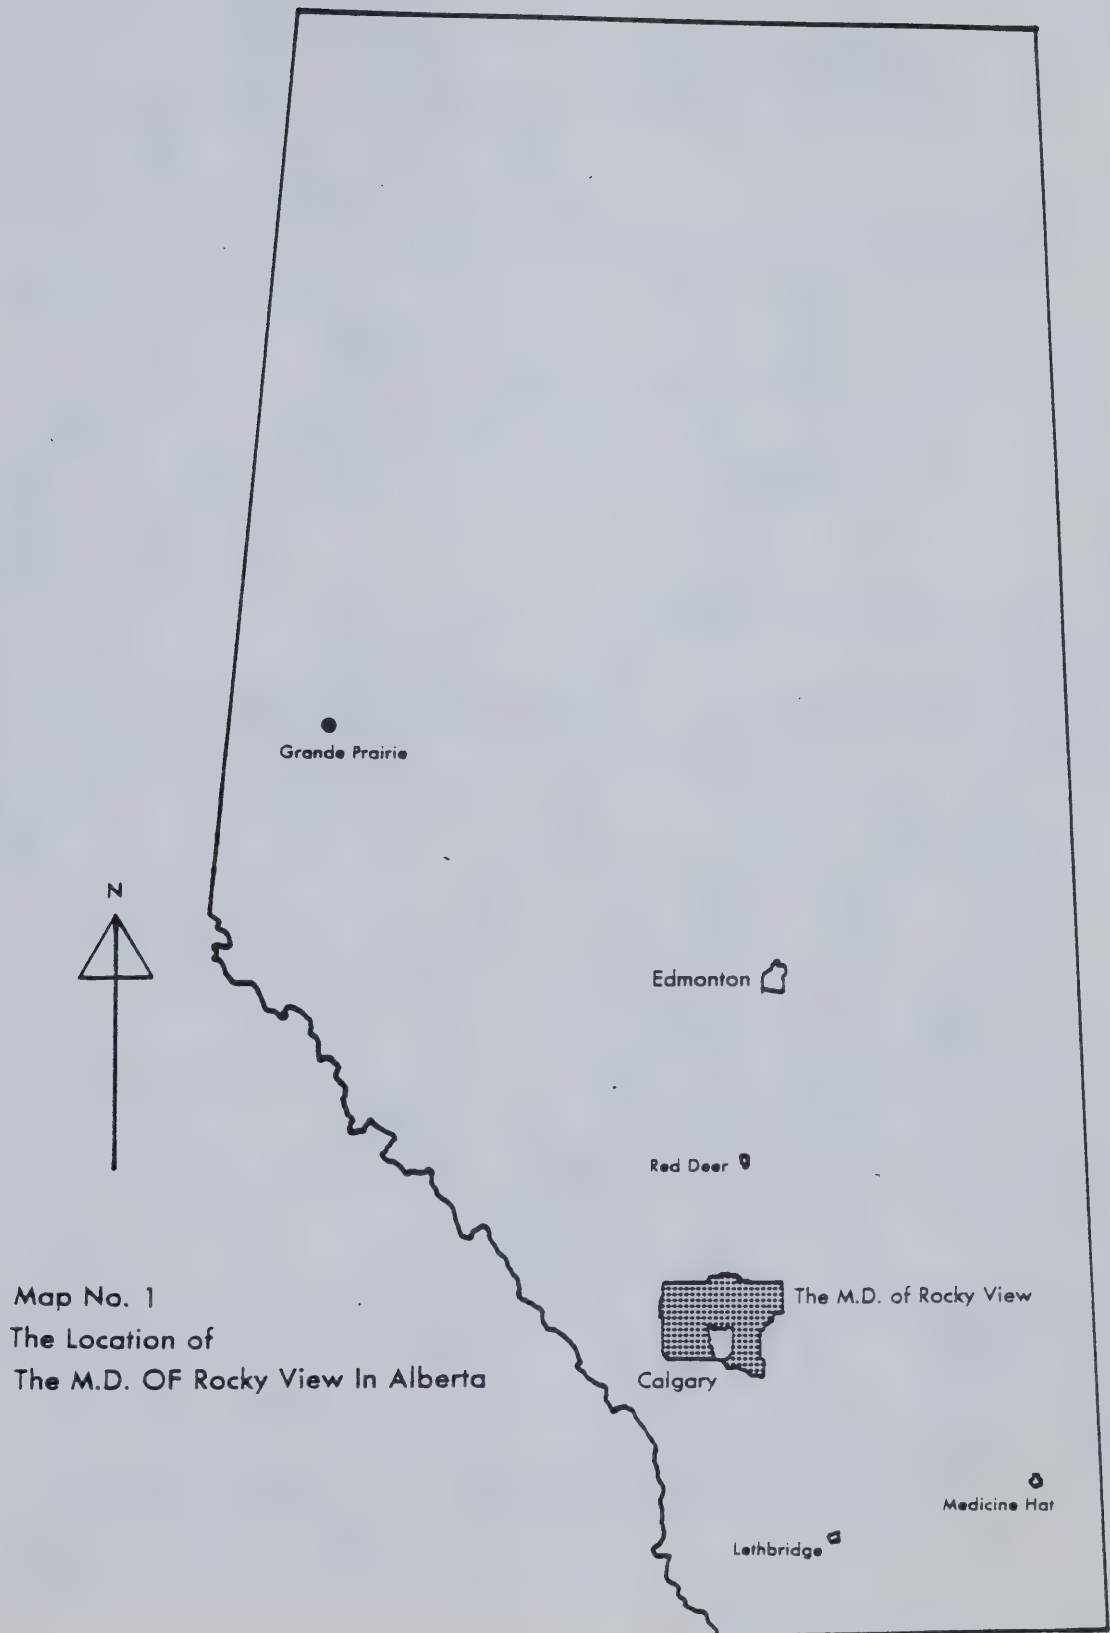 Grande Prairie
N
Edmonton
Red Deer
Map No. 1
The Location of
The M.D. OF Rocky View In Alberta
The M.D. of Rocky View
Calgary
Medicine Hat
Lethbridge